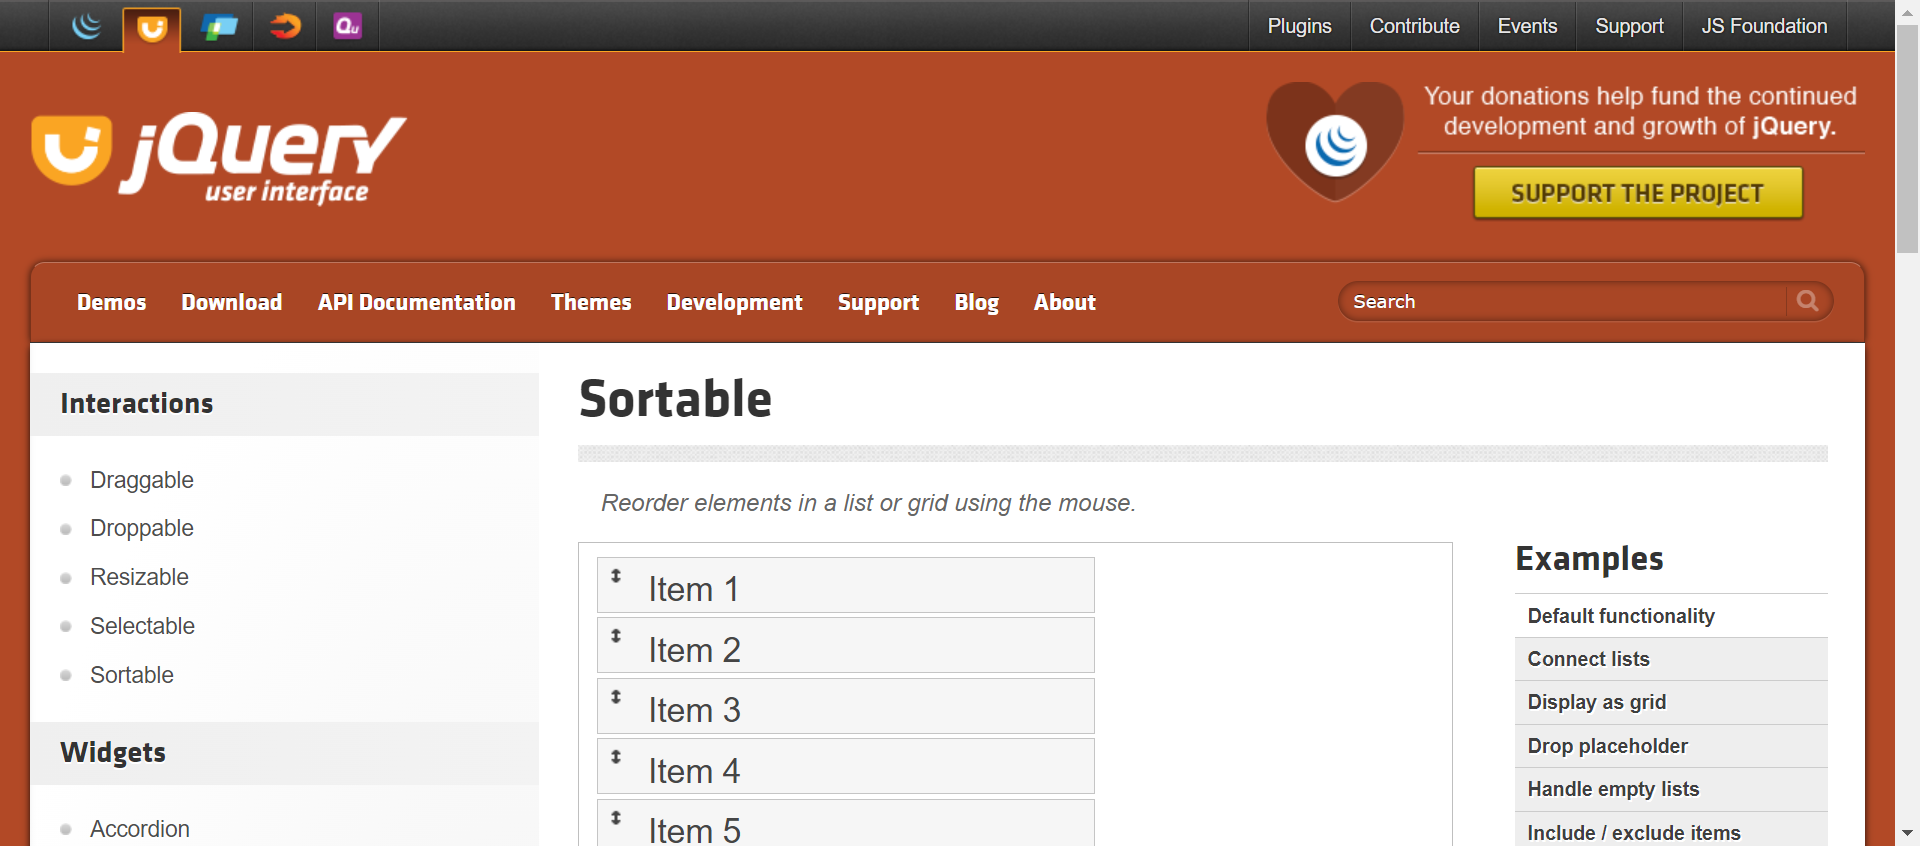 Qu
Plugins
Contribute
Events
Support
JS Foundation
jQuery
user interface
Your donations help fund the continued
development and growth of jQuery.
SUPPORT THE PROJECT
Demos
Download
API Documentation
Themes
Development
Support
Blog
About
Search
Interactions
Draggable
Droppable
Resizable
Selectable
Sortable
Widgets
Accordion
Sortable
Reorder elements in a list or grid using the mouse.
Item 1
Item 2
Item 3
Item 4
Item 5
Examples
Default functionality
Connect lists
Display as grid
Drop placeholder
Handle empty lists
Include / exclude items